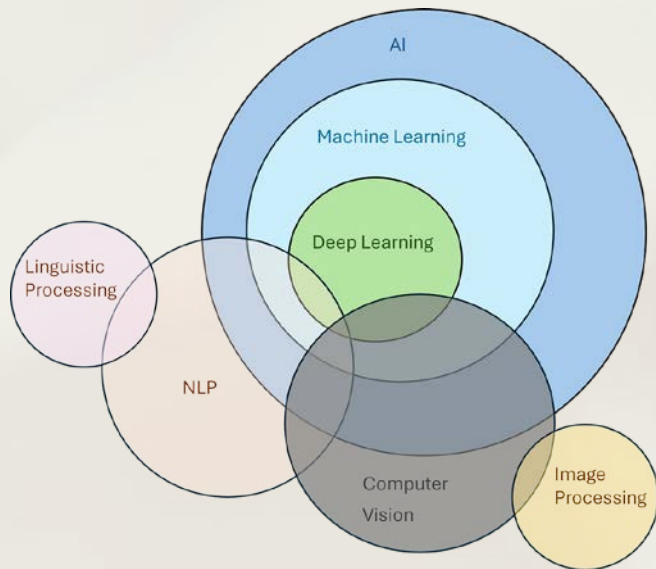 AI
Machine Learning
Deep Learning
Linguistic
Processing
NLP
Computer
Vision
Image
Processing